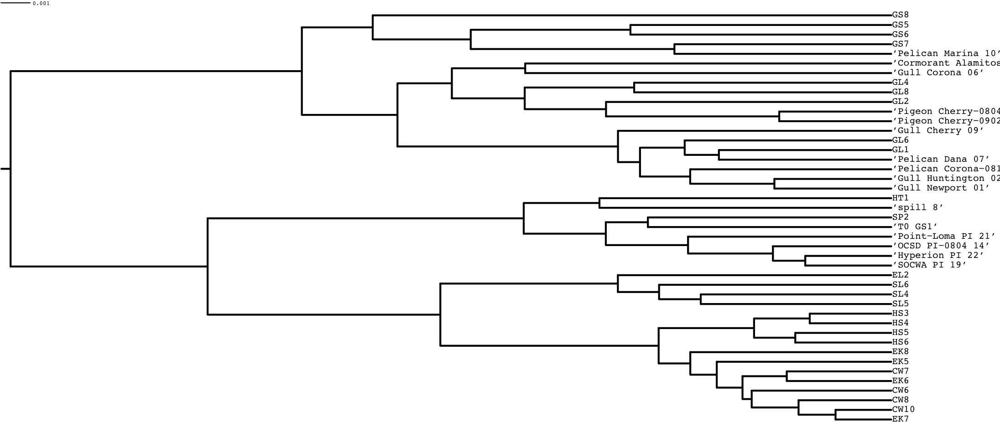 0.001
GS8
GS5
GS6
GS7
'Pelican Marina 10'
'Cormorant Alamitos
'Gull Corona 06'
GL4
GL8
GL2
'Pigeon Cherry-0804
'Pigeon Cherry-0902
'Gull Cherry 09'
GL6
GL1
'Pelican Dana 07'
'Pelican Corona-081
'Gull Huntington 02
'Gull Newport 01'
HT1
'spill 8'
SP2
'T0 GS1'
'Point-Loma PI 21'
'OCSD PI-0804 14'
'Hyperion PI 22'
'SOCWA PI 19'
EL2
SL6
SL4
SL5
HS3
HS4
HS5
HS6
EK8
EK5
CW7
EK6
CW6
CW8
CW10
EK7